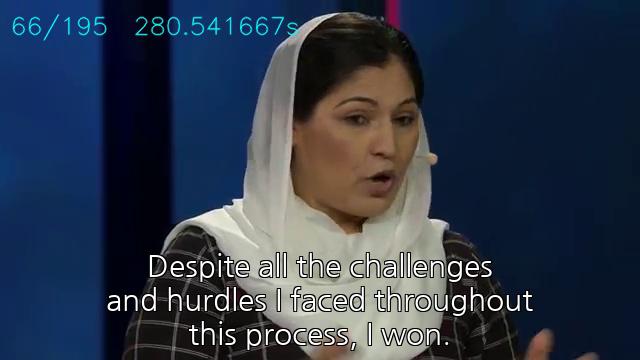 66/195 280.541667s
Despite all the challenges
and hurdles I faced throughout
this process, I won.